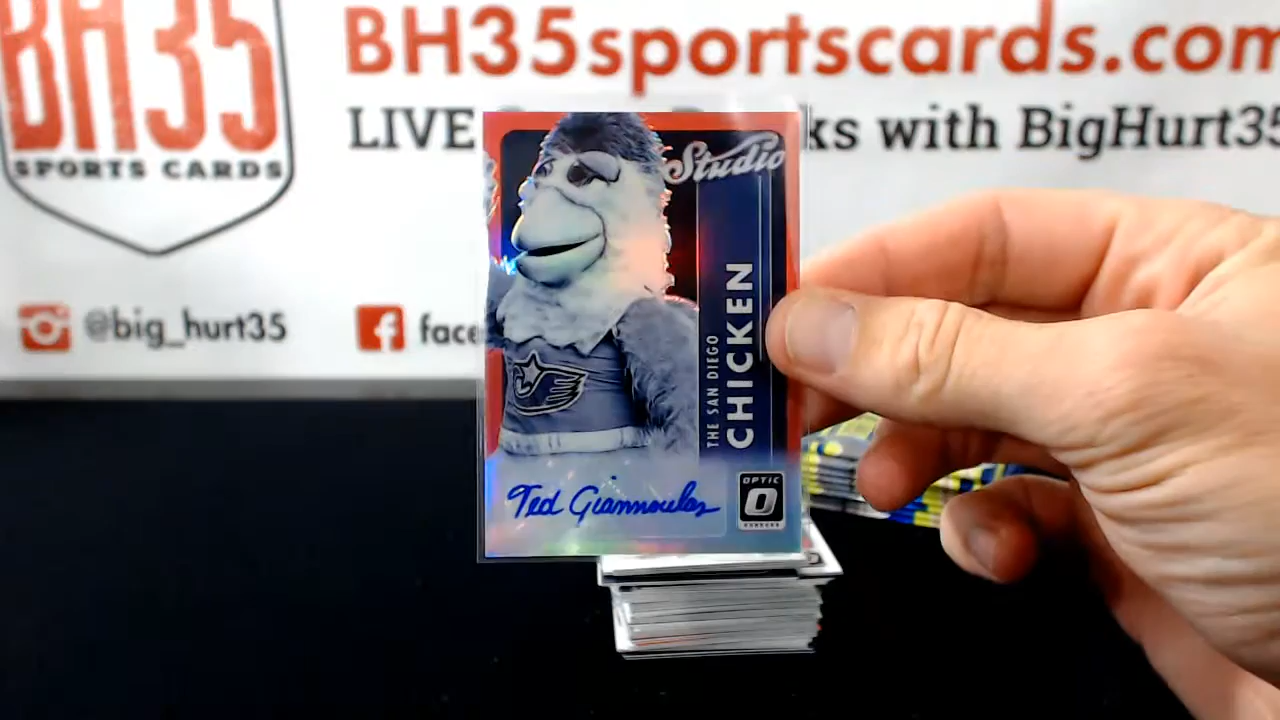 BH35
SPORTS CARDS
BH35sportscards.com
LIVE ks with BigHurt35
@big_hurt35
face
Studio
THE SAN DIEGO
CHICKEN
Ted Giannoulas
OPTIC
DONRUSS